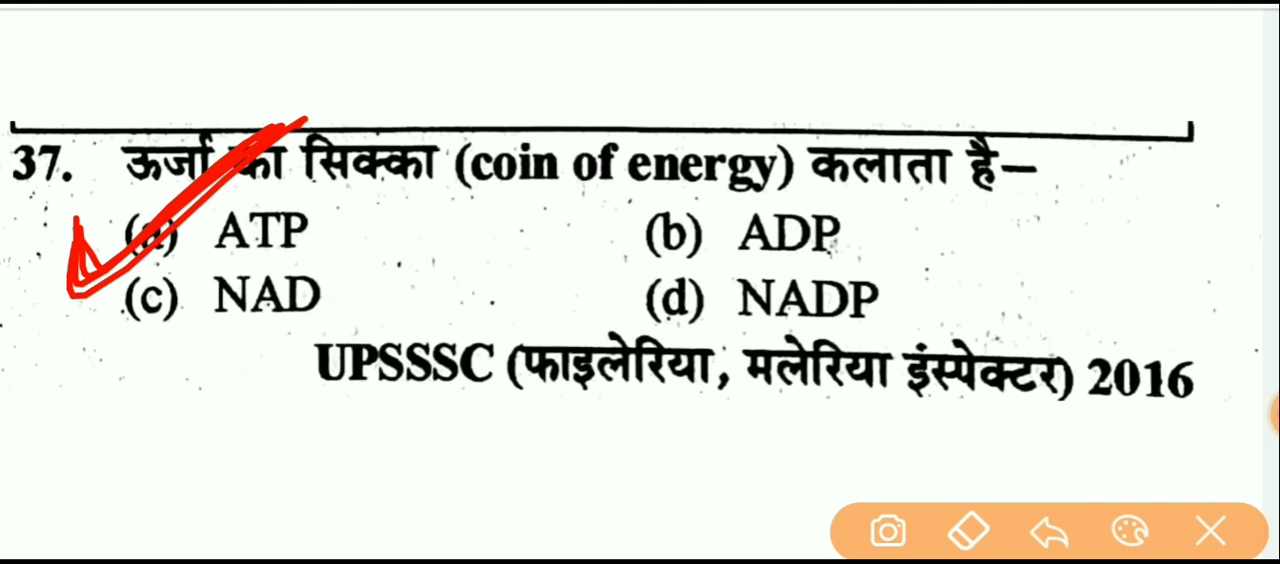 37. ऊर्जा का सिक्का (coin of energy) कलाता है—
(a) ATP (b) ADP
(c) NAD (d) NADP
UPSSSC (फाइलेरिया, मलेरिया इंस्पेक्टर) 2016